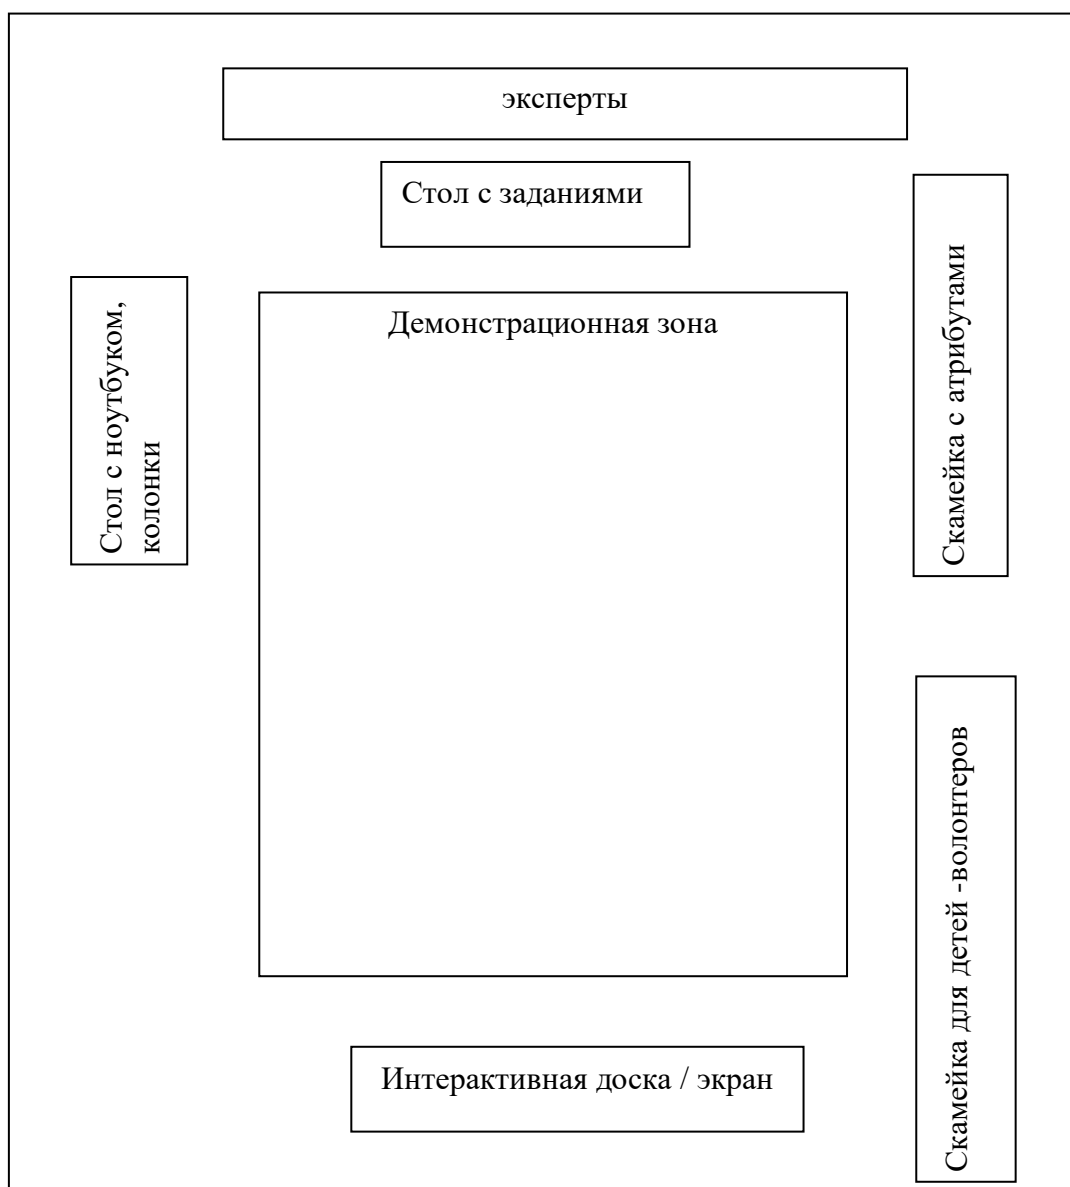 эксперты
Стол с заданиями
Скамейка с атрибутами
Стол с ноутбуком,
колонки
Демонстрационная зона
Скамейка для детей -волонтеров
Интерактивная доска / экран